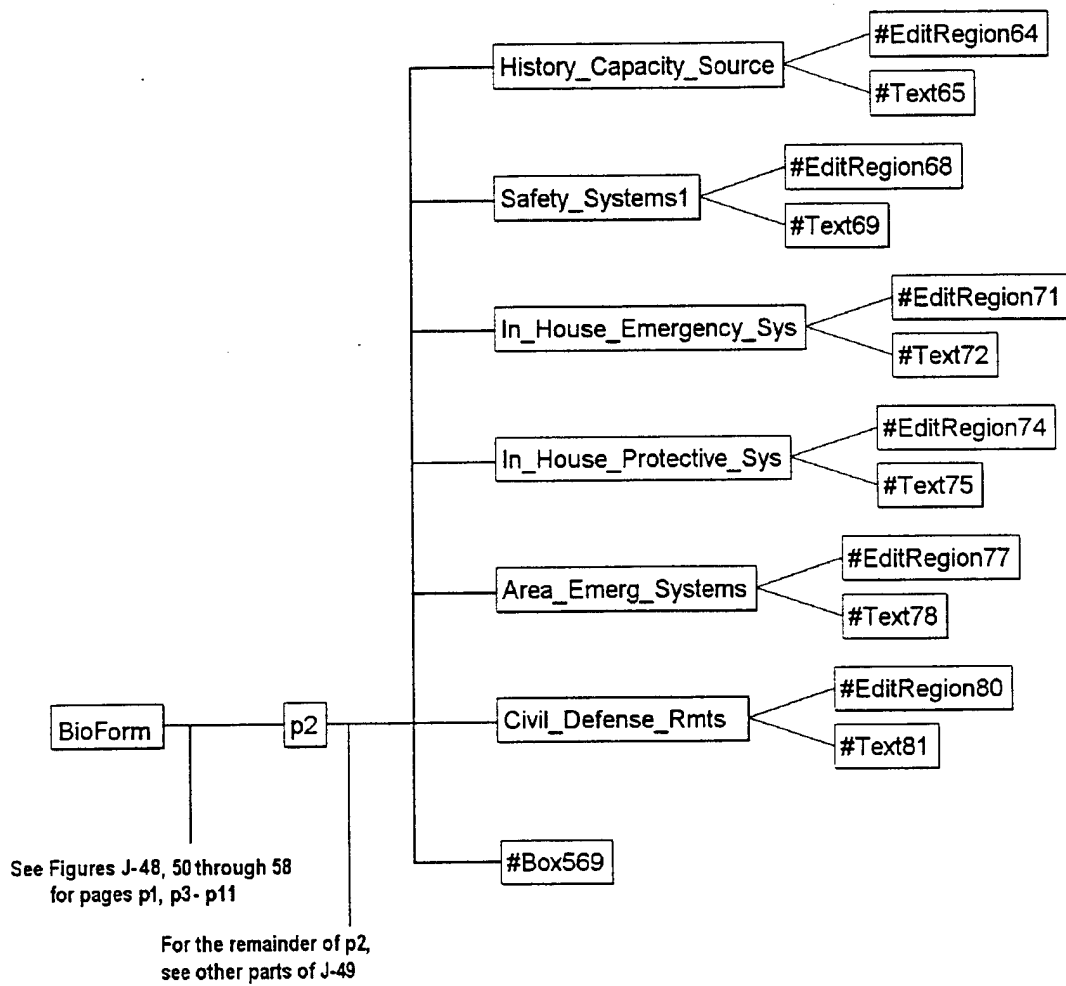 #EditRegion64
History_Capacity_Source
#Text65
#EditRegion68
Safety_Systems1
#Text69
#EditRegion71
In_House_Emergency_Sys
#Text72
#EditRegion74
In_House_Protective_Sys
#Text75
#EditRegion77
Area_Emerg_Systems
#Text78
#EditRegion80
BioForm
p2
Civil_Defense_Rmts
#Text81
#Box569
See Figures J-48, 50 through 58
for pages p1, p3- p11
For the remainder of p2,
see other parts of J-49